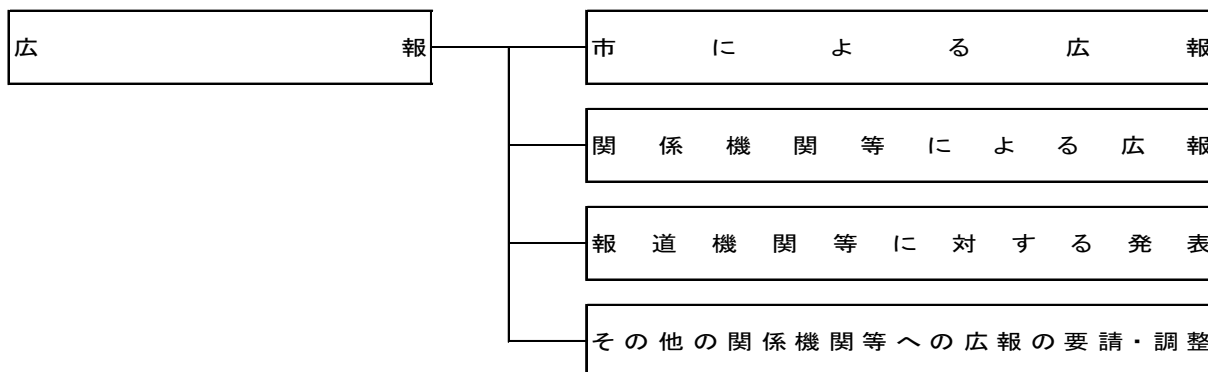 広報
市による広報
関係機関等による広報
報道機関等に対する発表
その他の関係機関等への広報の要請・調整